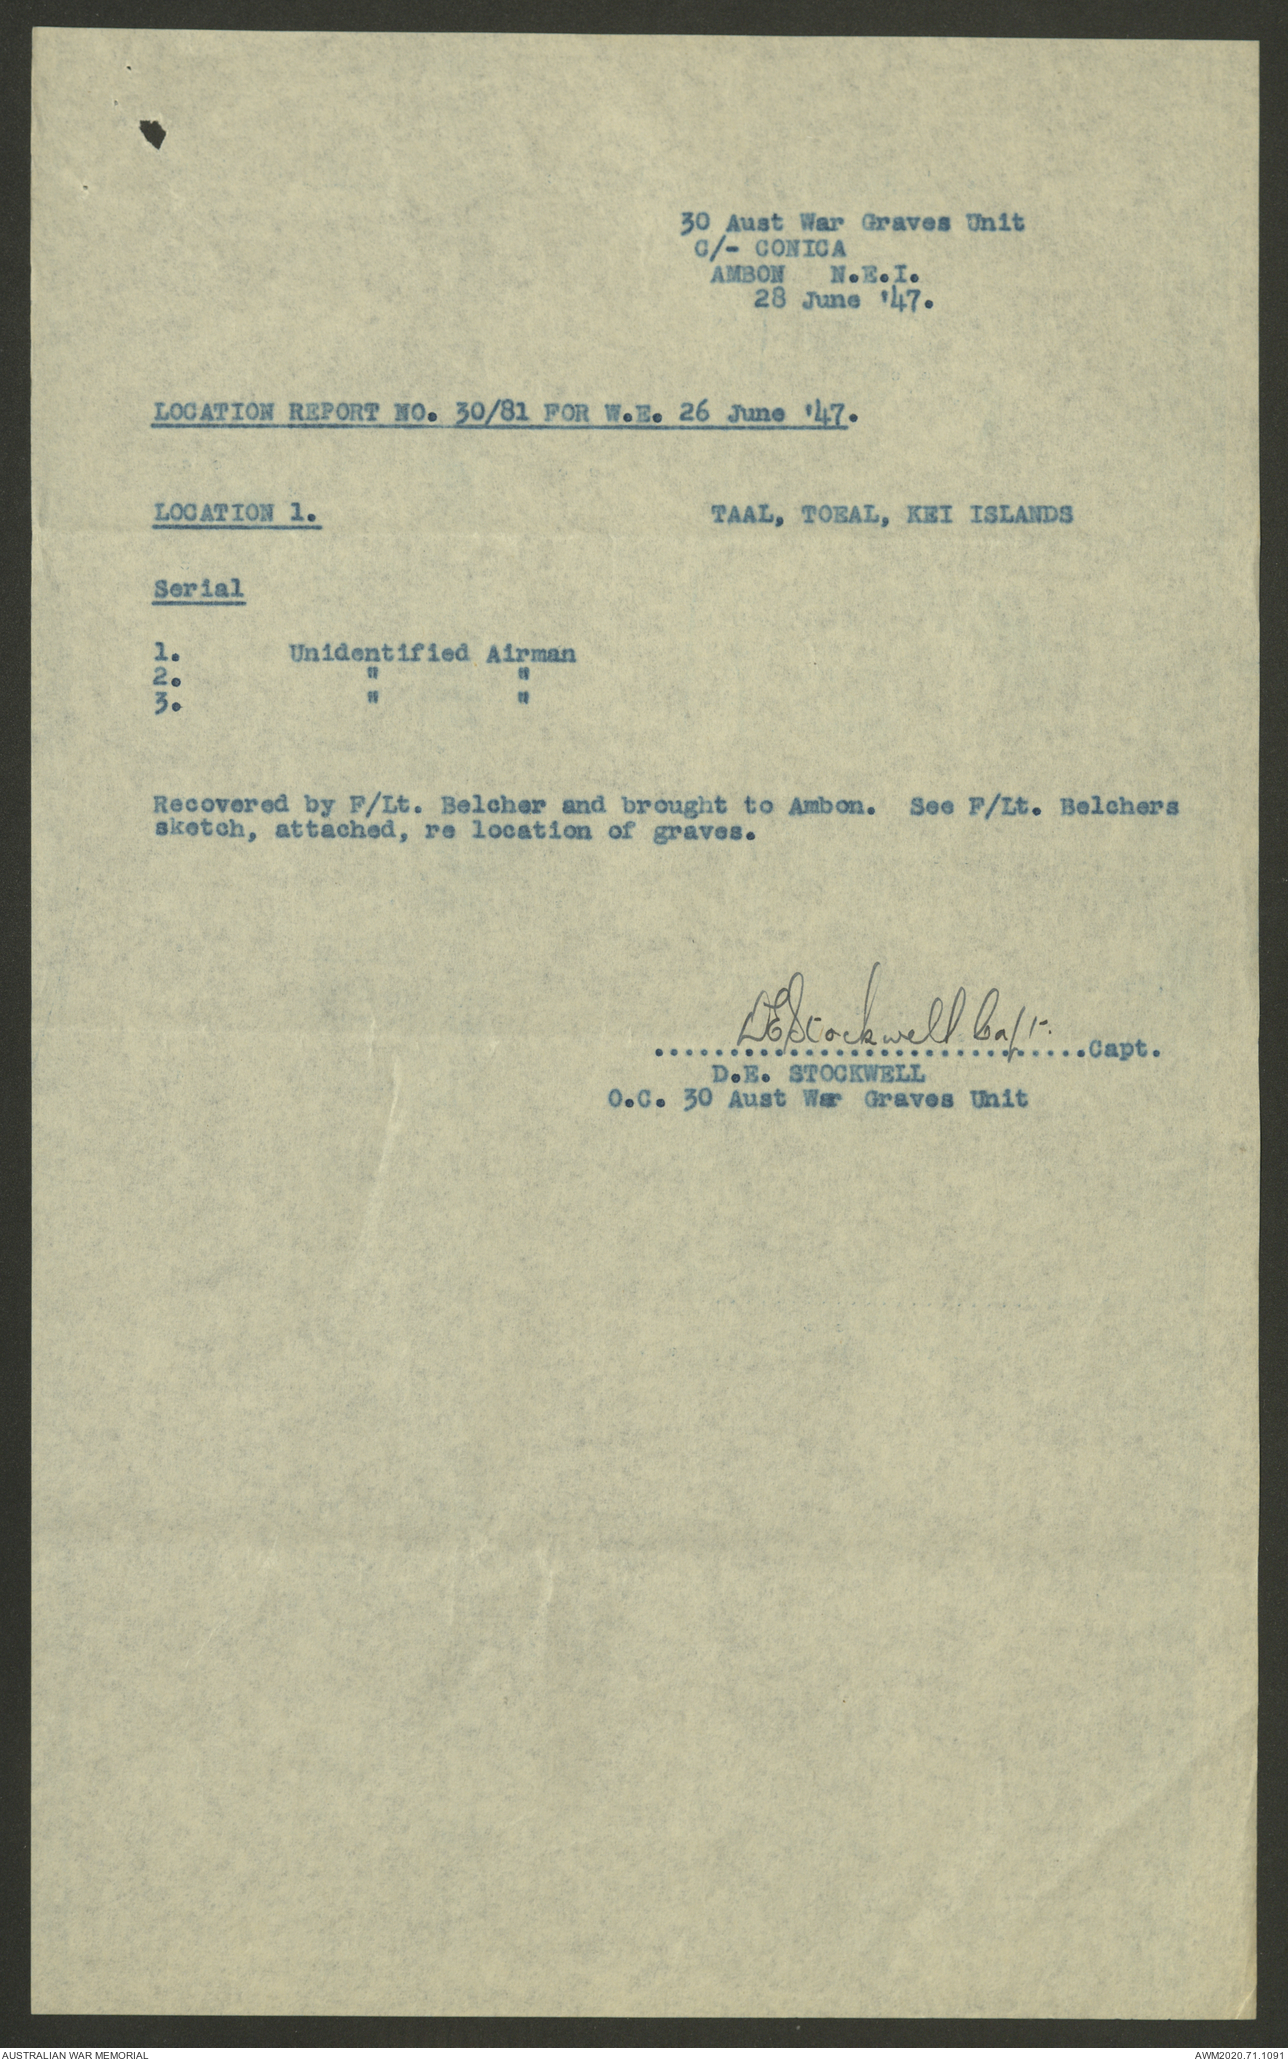 30 Aust War Graves Unit
C/- CONICA
AMBON N.E.I.
28 June '47.
LOCATION REPORT NO. 30/81 FOR W.E. 26 June '47.
LOCATION 1. TAAL, TOEAL, KEI ISLANDS
Serial
1. Unidentified Airman
2. " "
3. " "
Recovered by F/Lt. Belcher and brought to Ambon. See F/Lt. Belchers
sketch, attached, re location of graves.
DEStockwell Capt.
.............................Capt.
D.E. STOCKWELL
O.C. 30 Aust War Graves Unit
AUSTRALIAN WAR MEMORIAL AWM2020.71.1091